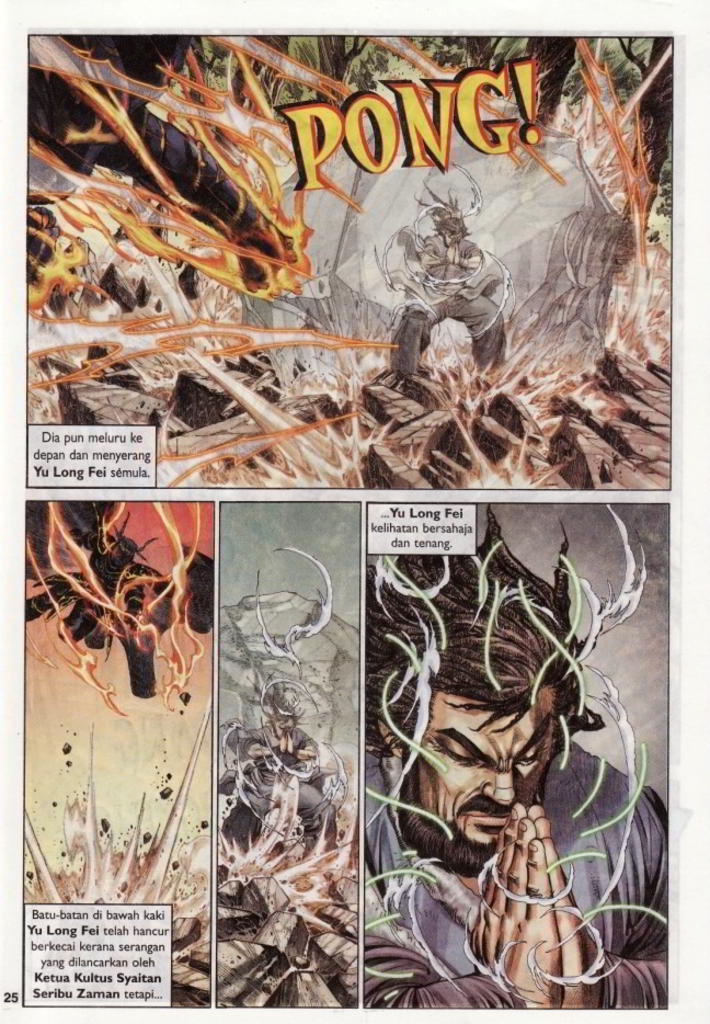 PONG!
Dia pun meluru ke
depan dan menyerang
Yu Long Fei semula.
Batu-batan di bawah kaki
Yu Long Fei telah hancur
berkecai kerana serangan
yang dilancarkan oleh
Ketua Kultus Syaitan
Seribu Zaman tetapi...
...Yu Long Fei
kelihatan bersahaja
dan tenang.
25